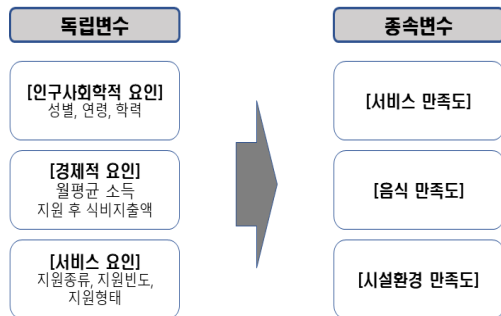 독립변수
[인구사회학적 요인]
성별, 연령, 학력
[경제적 요인]
월평균 소득
지원 후 식비지출액
[서비스 요인]
지원종류, 지원빈도,
지원형태
종속변수
[서비스 만족도]
[음식 만족도]
[시설환경 만족도]